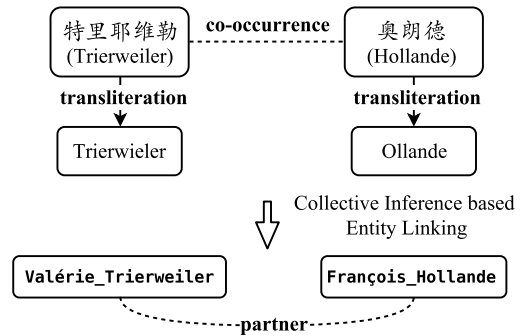 co-occurrence
特里耶维勒
(Trierweiler)
奥朗德
(Hollande)
transliteration
transliteration
Trierwieler
Ollande
Collective Inference based
Entity Linking
Valérie_Trierweiler
François_Hollande
partner